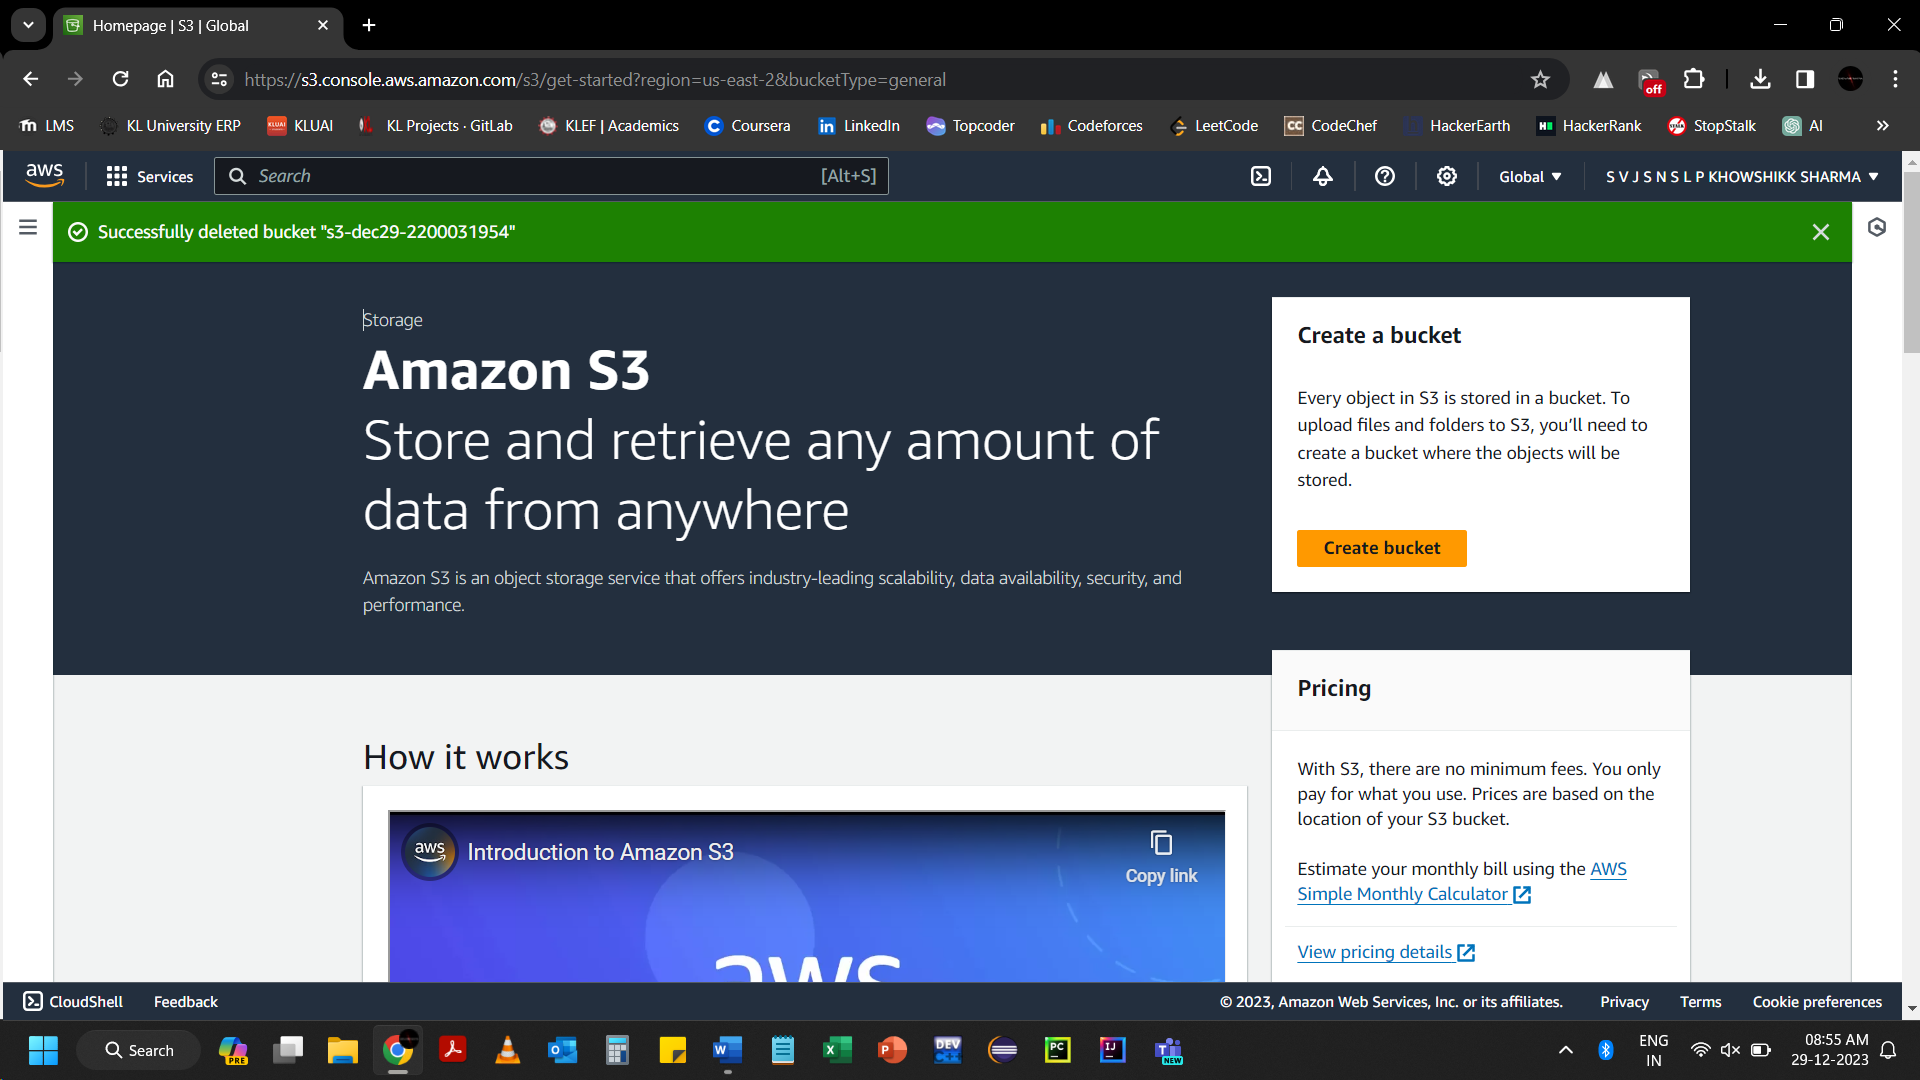 Homepage | S3 | Global
https://s3.console.aws.amazon.com/s3/get-started?region=us-east-2&bucketType=general
off
LMS
KL University ERP
KLUAI
KLUAI
KL Projects · GitLab
KLEF | Academics
Coursera
LinkedIn
Topcoder
Codeforces
LeetCode
CC
CodeChef
HackerEarth
HackerRank
StopStalk
AI
aws
Services
Search
[Alt+S]
Global
S V J S N S L P KHOWSHIKK SHARMA
Successfully deleted bucket "s3-dec29-2200031954"
Storage
Amazon S3
Store and retrieve any amount of
data from anywhere
Amazon S3 is an object storage service that offers industry-leading scalability, data availability, security, and
performance.
Create a bucket
Every object in S3 is stored in a bucket. To
upload files and folders to S3, you'll need to
create a bucket where the objects will be
stored.
Create bucket
Pricing
With S3, there are no minimum fees. You only
pay for what you use. Prices are based on the
location of your S3 bucket.
Estimate your monthly bill using the AWS
Simple Monthly Calculator
View pricing details
How it works
aws
Introduction to Amazon S3
Copy link
aws
CloudShell
Feedback
© 2023, Amazon Web Services, Inc. or its affiliates.
Privacy
Terms
Cookie preferences
Search
PRE
DEV
C++
PC
IJ
NEW
ENG
IN
08:55 AM
29-12-2023